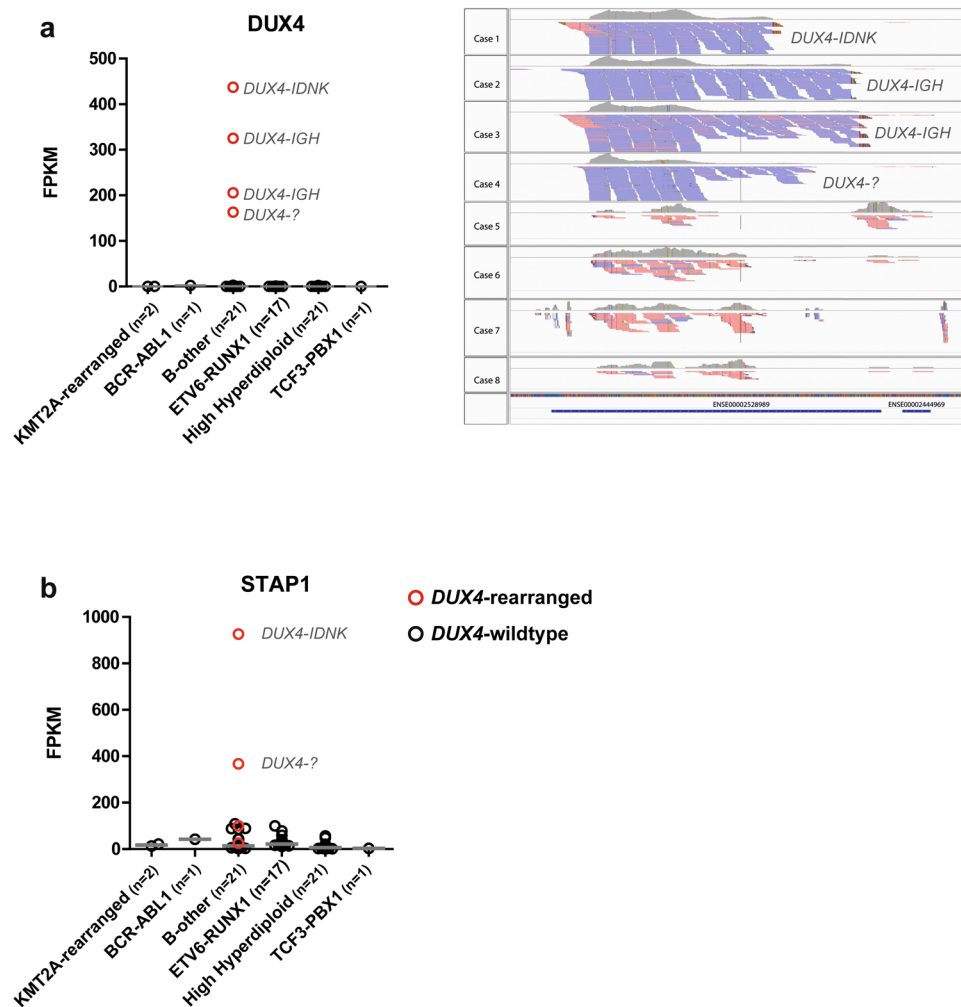 a
DUX4
FPKM
500
400
300
200
100
0
DUX4-IDNK
DUX4-IGH
DUX4-IGH
DUX4-?
KMT2A-rearranged (n=2)
BCR-ABL1 (n=1)
B-other (n=21)
ETV6-RUNX1 (n=17)
High Hyperdiploid (n=21)
TCF3-PBX1 (n=1)
Case 1
DUX4-IDNK
Case 2
DUX4-IGH
Case 3
DUX4-IGH
Case 4
DUX4-?
Case 5
Case 6
Case 7
Case 8
ENSE00002528989
ENSE00002444969
b
STAP1
FPKM
1000
800
600
400
200
0
DUX4-IDNK
DUX4-?
KMT2A-rearranged (n=2)
BCR-ABL1 (n=1)
B-other (n=21)
ETV6-RUNX1 (n=17)
High Hyperdiploid (n=21)
TCF3-PBX1 (n=1)
DUX4-rearranged
DUX4-wildtype